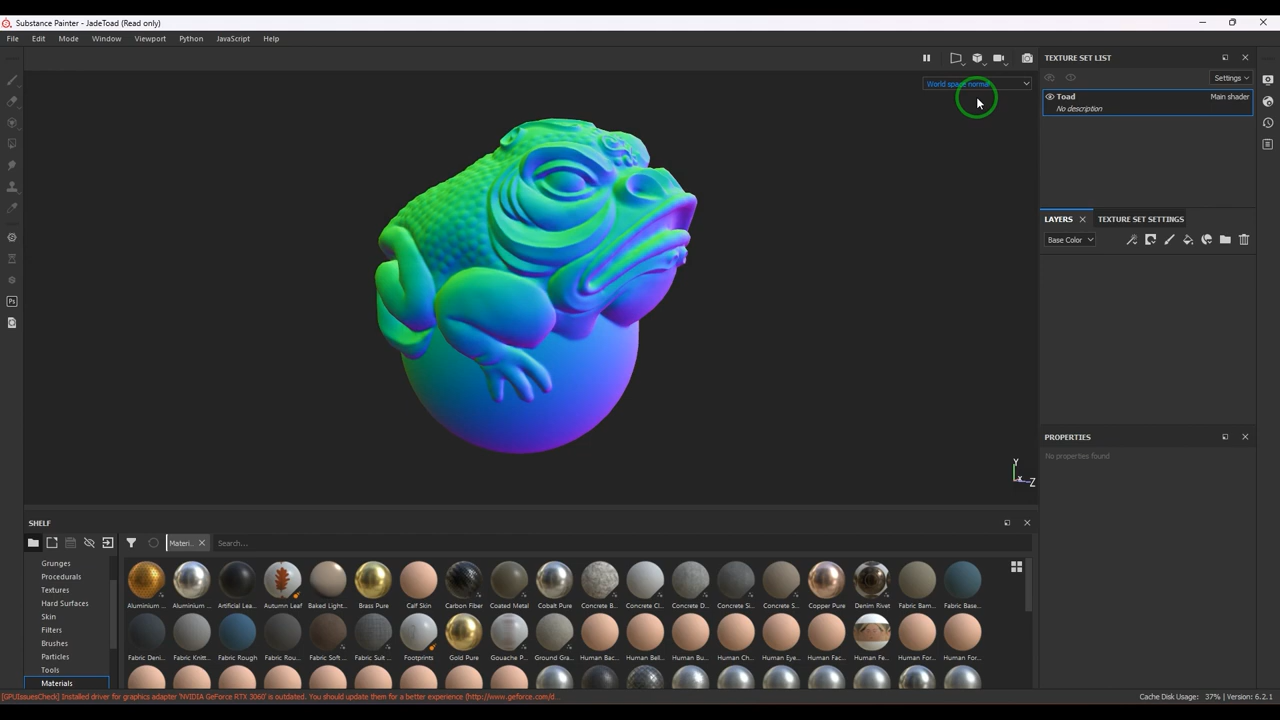 Substance Painter - JadeToad (Read only)
File Edit Mode Window Viewport Python JavaScript Help
World space normal
TEXTURE SET LIST
Settings
Toad Main shader
No description
LAYERS TEXTURE SET SETTINGS
Base Color
Ps
PROPERTIES
No properties found
Y
X
Z
SHELF
Materi... Search...
Grunges
Procedurals
Textures
Hard Surfaces
Skin
Filters
Brushes
Particles
Tools
Materials
Aluminium ... Aluminium ... Artificial Lea... Autumn Leaf Baked Light... Brass Pure Calf Skin Carbon Fiber Coated Metal Cobalt Pure Concrete B... Concrete Cl... Concrete D... Concrete Si... Concrete S... Copper Pure Denim Rivet Fabric Bam... Fabric Base...
Fabric Deni... Fabric Knitt... Fabric Rough Fabric Rou... Fabric Soft ... Fabric Suit ... Footprints Gold Pure Gouache P... Ground Gra... Human Bac... Human Bell... Human Bu... Human Ch... Human Eye... Human Fac... Human Fe... Human For... Human For...
[GPUIssuesCheck] Installed driver for graphics adapter 'NVIDIA GeForce RTX 3060' is outdated. You should update them for a better experience (http://www.geforce.com/d...
Cache Disk Usage: 37% | Version: 6.2.1